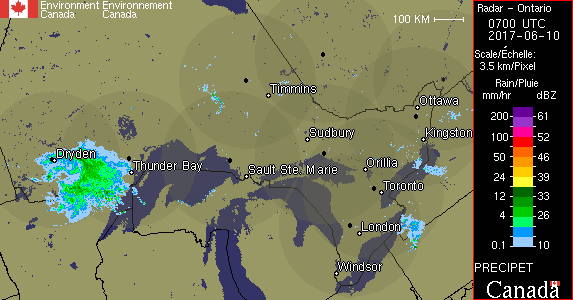 Environment Environnement
Canada Canada
100 KM
Timmins
Ottawa
Sudbury
Kingston
Dryden
Thunder Bay
Sault Ste. Marie
Orillia
Toronto
London
Windsor
Radar - Ontario
0700 UTC
2017-06-10
Scale/Échelle:
3.5 km/Pixel
Rain/Pluie
mm/hr dBZ
200 61
100 52
50 46
24 39
12 34
4 26
0.1 10
PRECIPET
Canada